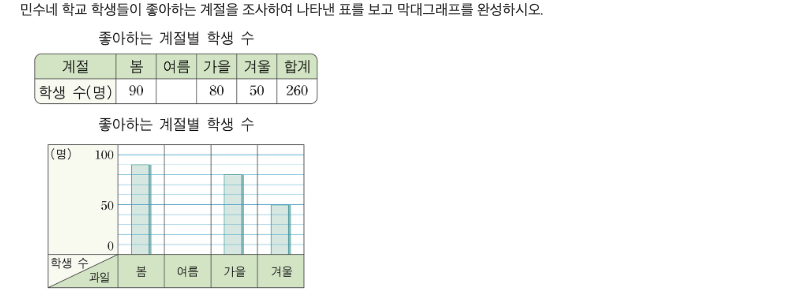 민수네 학교 학생들이 좋아하는 계절을 조사하여 나타낸 표를 보고 막대그래프를 완성하시오.
좋아하는 계절별 학생 수
계절 봄 여름 가을 겨울 합계
학생 수(명) 90 80 50 260
좋아하는 계절별 학생 수
(명) 100
50
0
학생 수
과일 봄 여름 가을 겨울